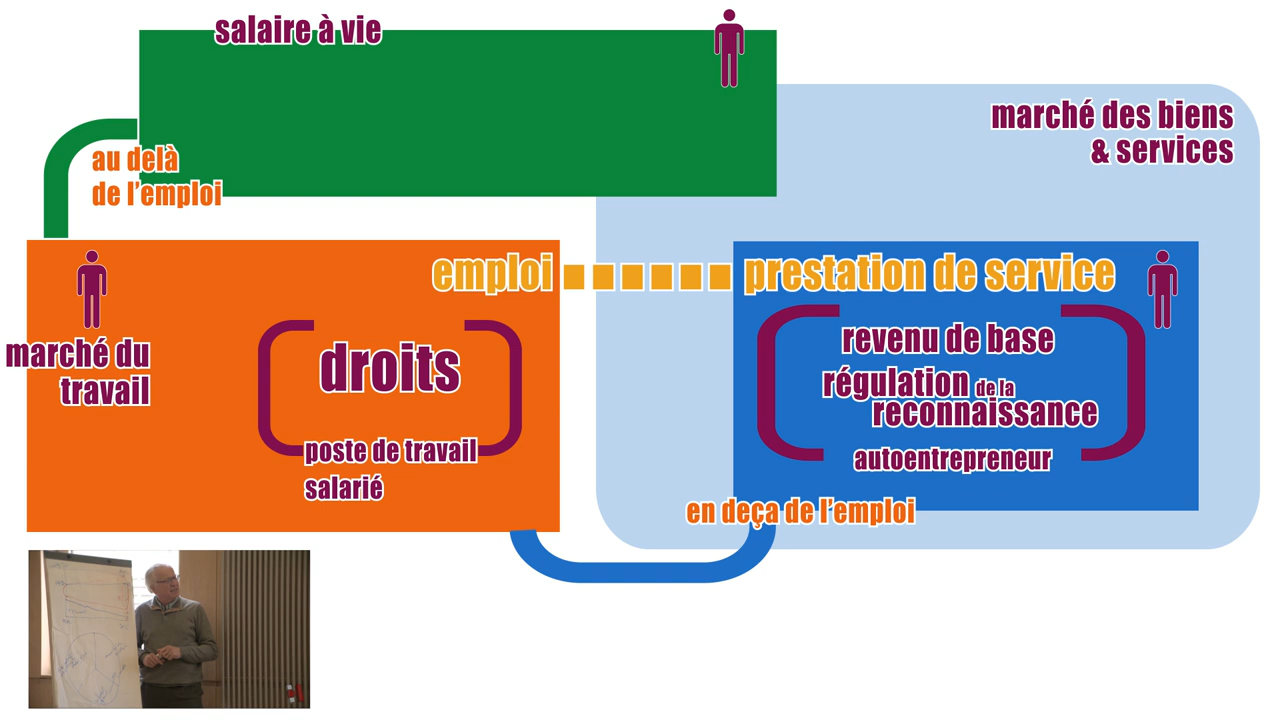 salaire à vie
marché des biens
& services
au delà
de l'emploi
emploi
prestation de service
marché du
travail
droits
poste de travail
salarié
revenu de base
régulation de la
reconnaissance
autoentrepreneur
en deça de l'emploi